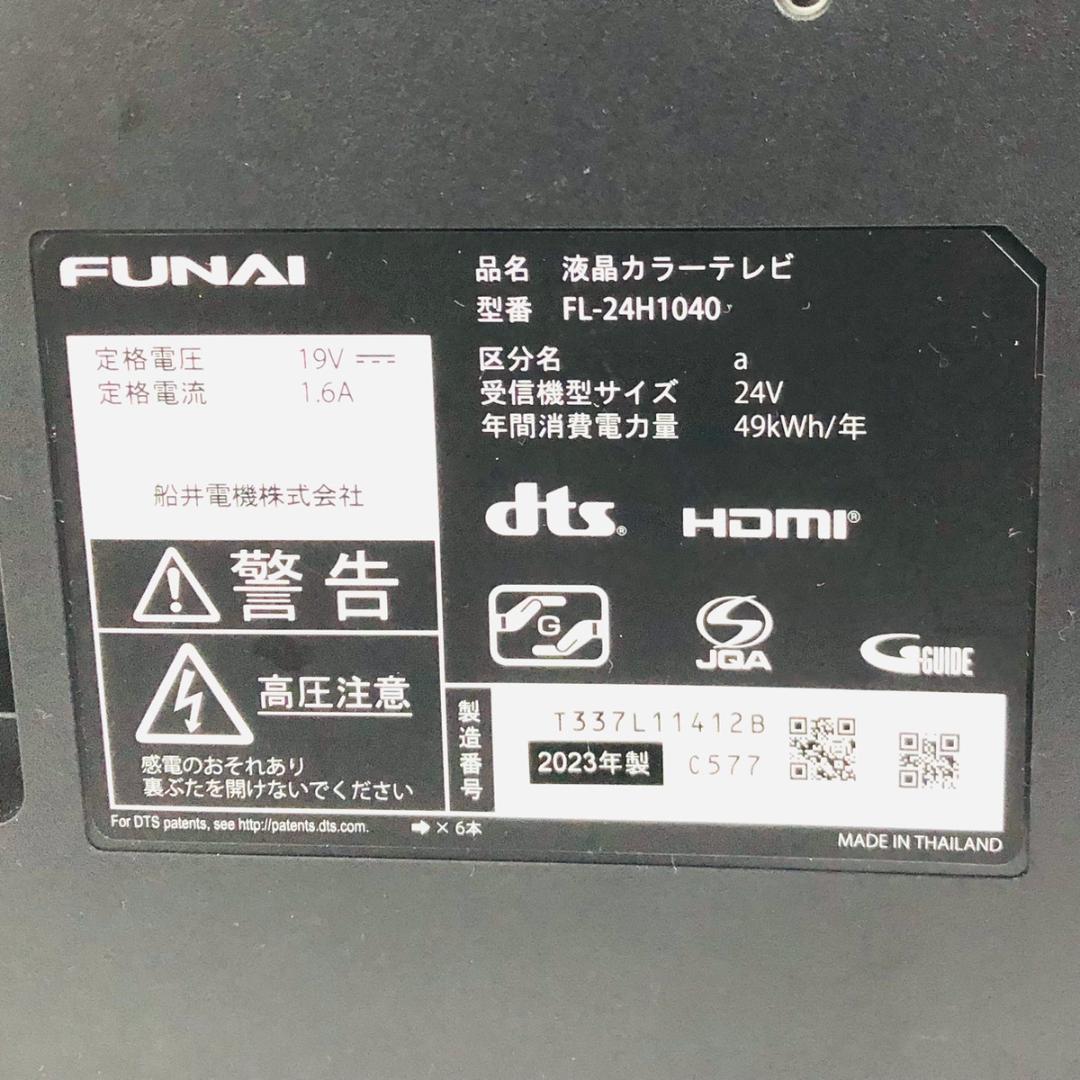 FUNAI
品名 液晶カラーテレビ
型番 FL-24H1040
定格電圧 19V
定格電流 1.6A
船井電機株式会社
区分名 a
受信機型サイズ 24V
年間消費電力量 49kWh/年
dts®
HDMI®
G
JQA
G-GUIDE
警告
高圧注意
感電のおそれあり
裏ぶたを開けないでください
製造番号
T337L11412B
2023年製 C577
For DTS patents, see http://patents.dts.com.
➡ × 6本
MADE IN THAILAND